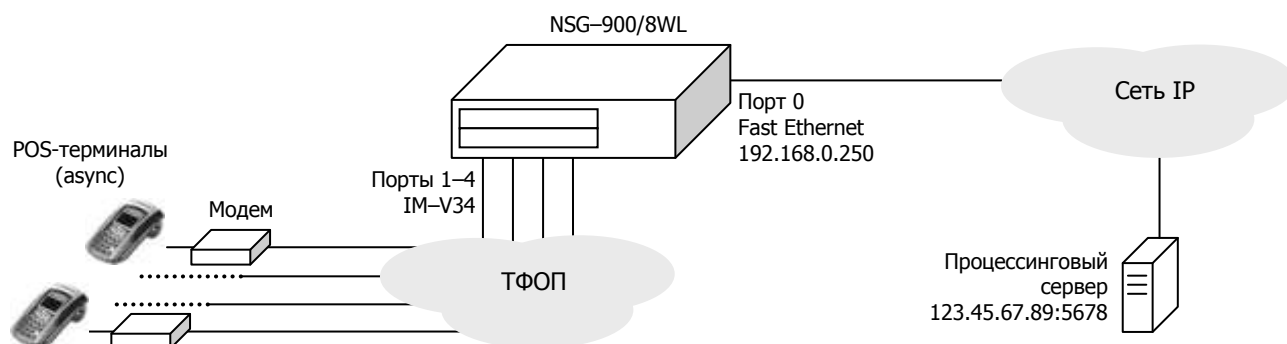 NSG–900/8WL
Сеть IP
Порт 0
Fast Ethernet
192.168.0.250
POS-терминалы
(async)
Порты 1–4
IM–V34
Модем
ТФОП
Процессинговый
сервер
123.45.67.89:5678